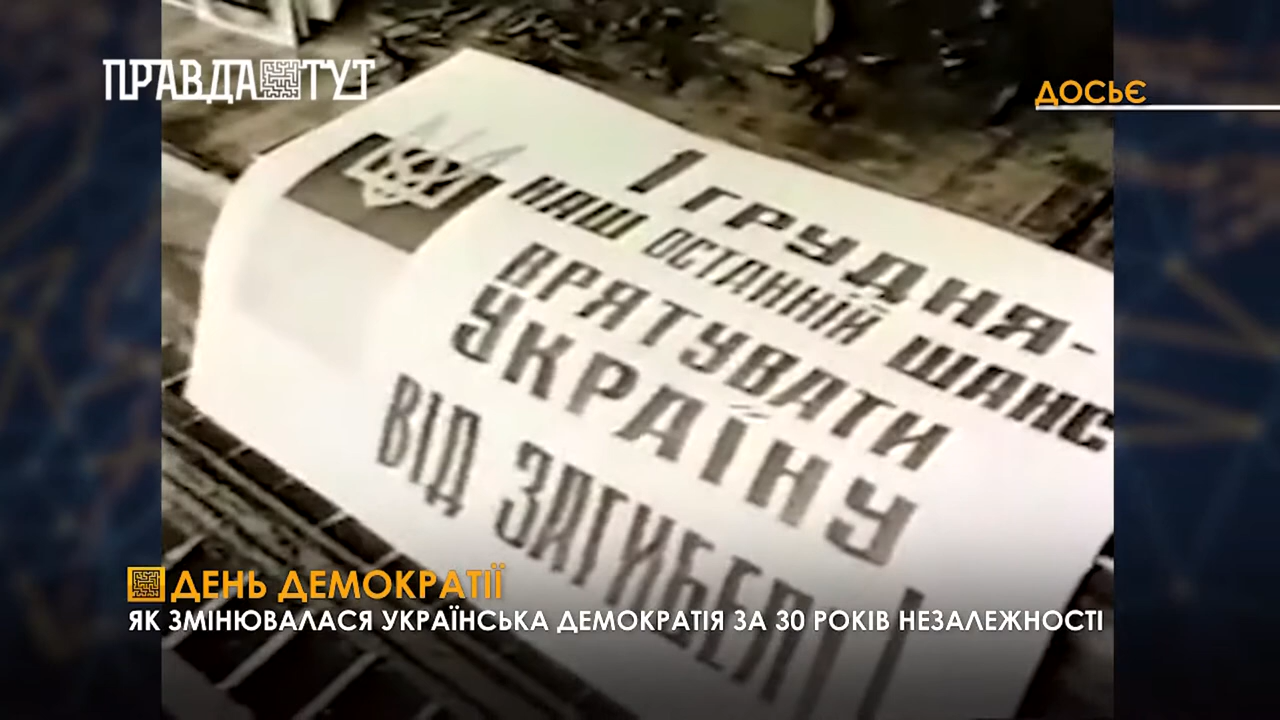 ПРАВДА ТУТ
ДОСЬЄ
1 ГРУДНЯ-
НАШ ОСТАННІЙ ШАНС
ВРЯТУВАТИ
УКРАЇНУ
ВІД ЗАГИБЕЛІ!
ДЕНЬ ДЕМОКРАТІЇ
ЯК ЗМІНЮВАЛАСЯ УКРАЇНСЬКА ДЕМОКРАТІЯ ЗА 30 РОКІВ НЕЗАЛЕЖНОСТІ